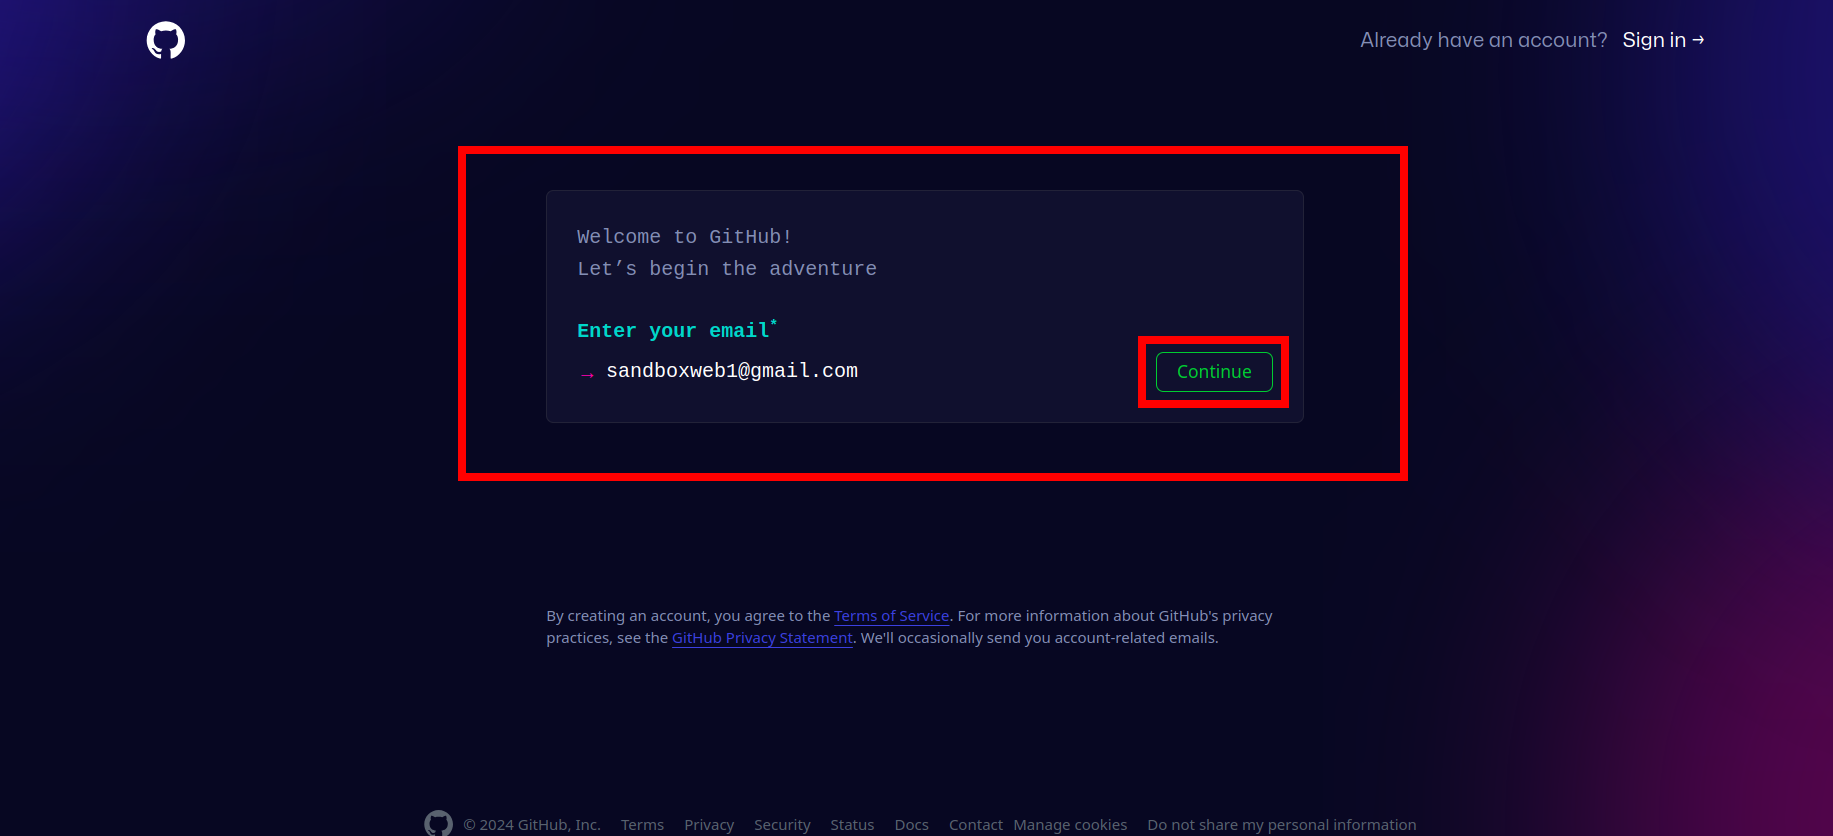 Already have an account? Sign in →
Welcome to GitHub!
Let’s begin the adventure
Enter your email*
→ sandboxweb1@gmail.com
Continue
By creating an account, you agree to the Terms of Service. For more information about GitHub's privacy
practices, see the GitHub Privacy Statement. We'll occasionally send you account-related emails.
© 2024 GitHub, Inc. Terms Privacy Security Status Docs Contact Manage cookies Do not share my personal information